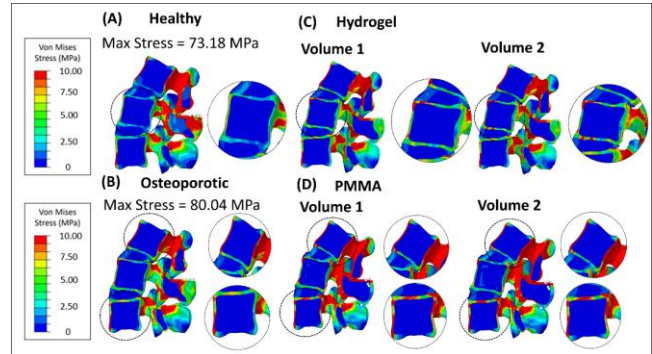 (A) Healthy
Max Stress = 73.18 MPa
(C) Hydrogel
Volume 1
Volume 2
Von Mises
Stress (MPa)
10.00
7.50
5.00
2.50
0
(B) Osteoporotic
Max Stress = 80.04 MPa
(D) PMMA
Volume 1
Volume 2
Von Mises
Stress (MPa)
10.00
7.50
5.00
2.50
0